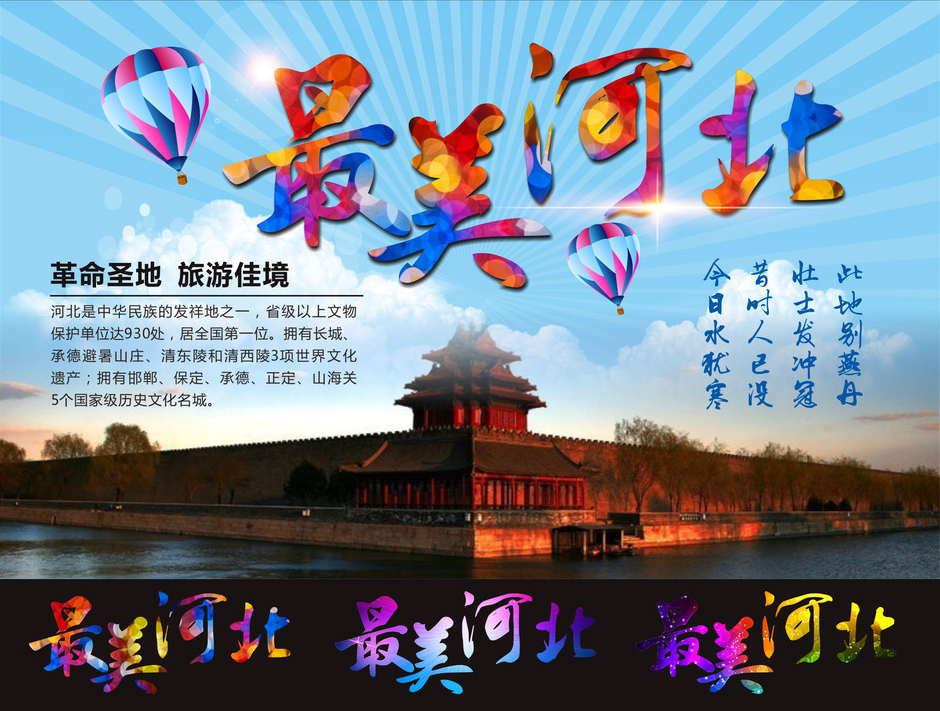 最美河北
革命圣地 旅游佳境
河北是中华民族的发祥地之一，省级以上文物
保护单位达930处，居全国第一位。拥有长城、
承德避暑山庄、清东陵和清西陵3项世界文化
遗产；拥有邯郸、保定、承德、正定、山海关
5个国家级历史文化名城。
此地别燕丹
壮士发冲冠
昔时人已没
今日水犹寒
最美河北
最美河北
最美河北